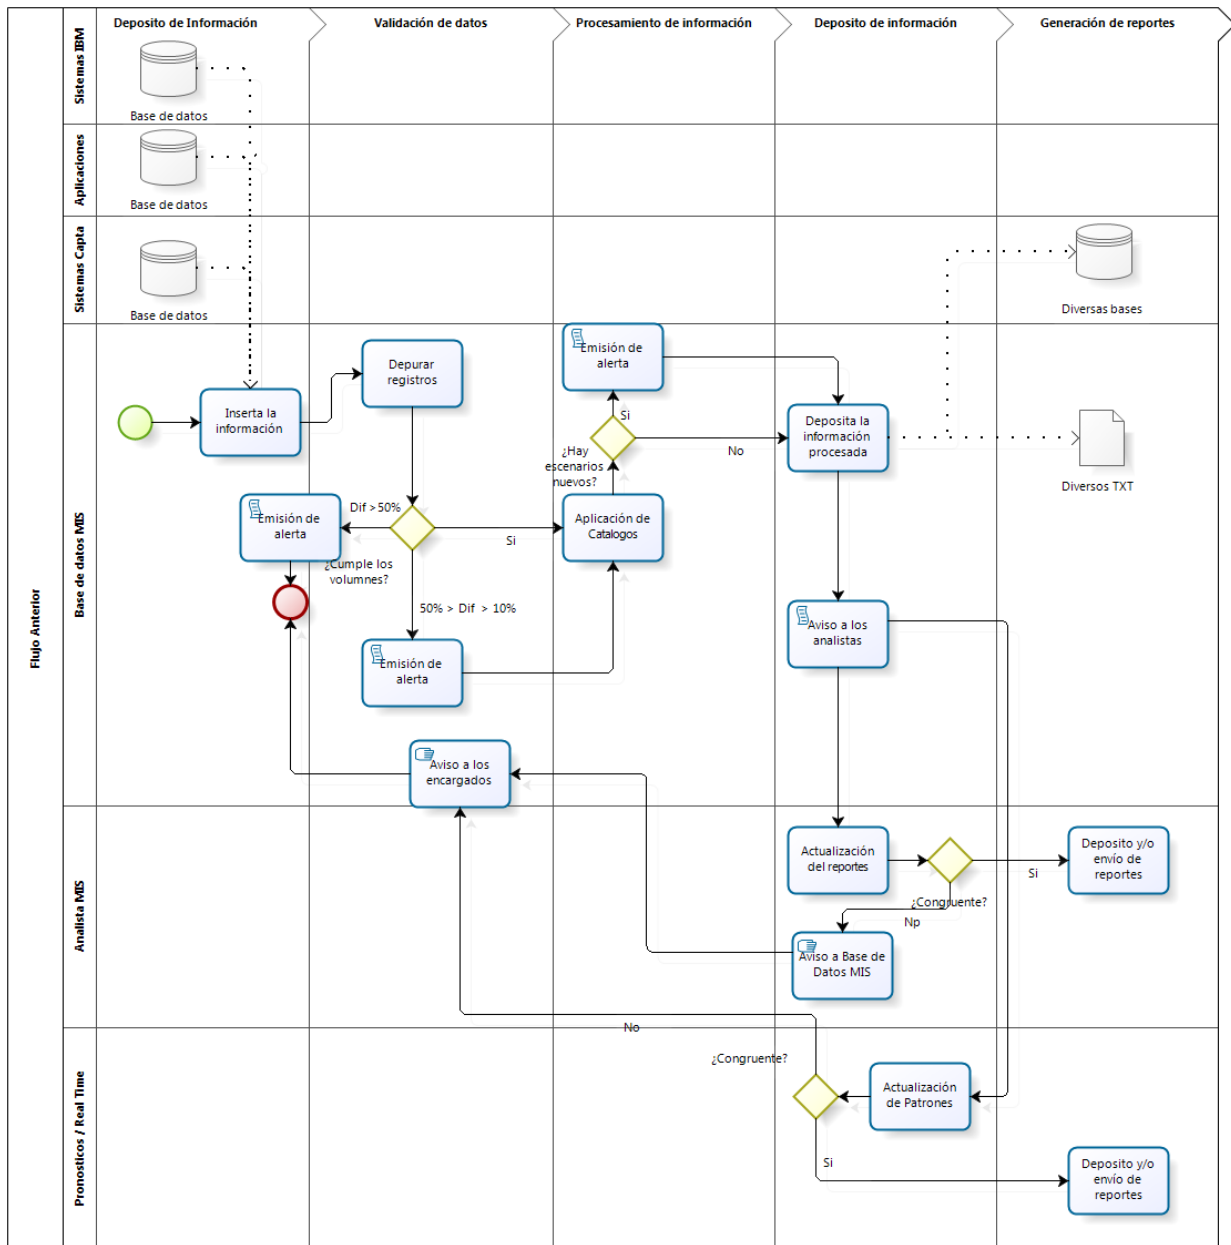 Deposito de Información
Validación de datos
Procesamiento de información
Deposito de información
Generación de reportes
Flujo Anterior
Sistemas IBM
Base de datos
Aplicaciones
Base de datos
Sistemas Capta
Base de datos
Diversas bases
Base de datos MIS
Inserta la
información
Depurar
registros
Emisión de
alerta
Si
¿Hay
escenarios
nuevos?
No
Deposita la
información
procesada
Diversos TXT
Emisión de
alerta
Dif >50%
¿Cumple los
volumnes?
Si
Aplicación de
Catalogos
50% > Dif > 10%
Emisión de
alerta
Aviso a los
analistas
Aviso a los
encargados
Analista MIS
Actualización
del reportes
¿Congruente?
Si
Np
Deposito y/o
envío de
reportes
Aviso a Base de
Datos MIS
Pronosticos / Real Time
No
¿Congruente?
Actualización
de Patrones
Si
Deposito y/o
envío de
reportes